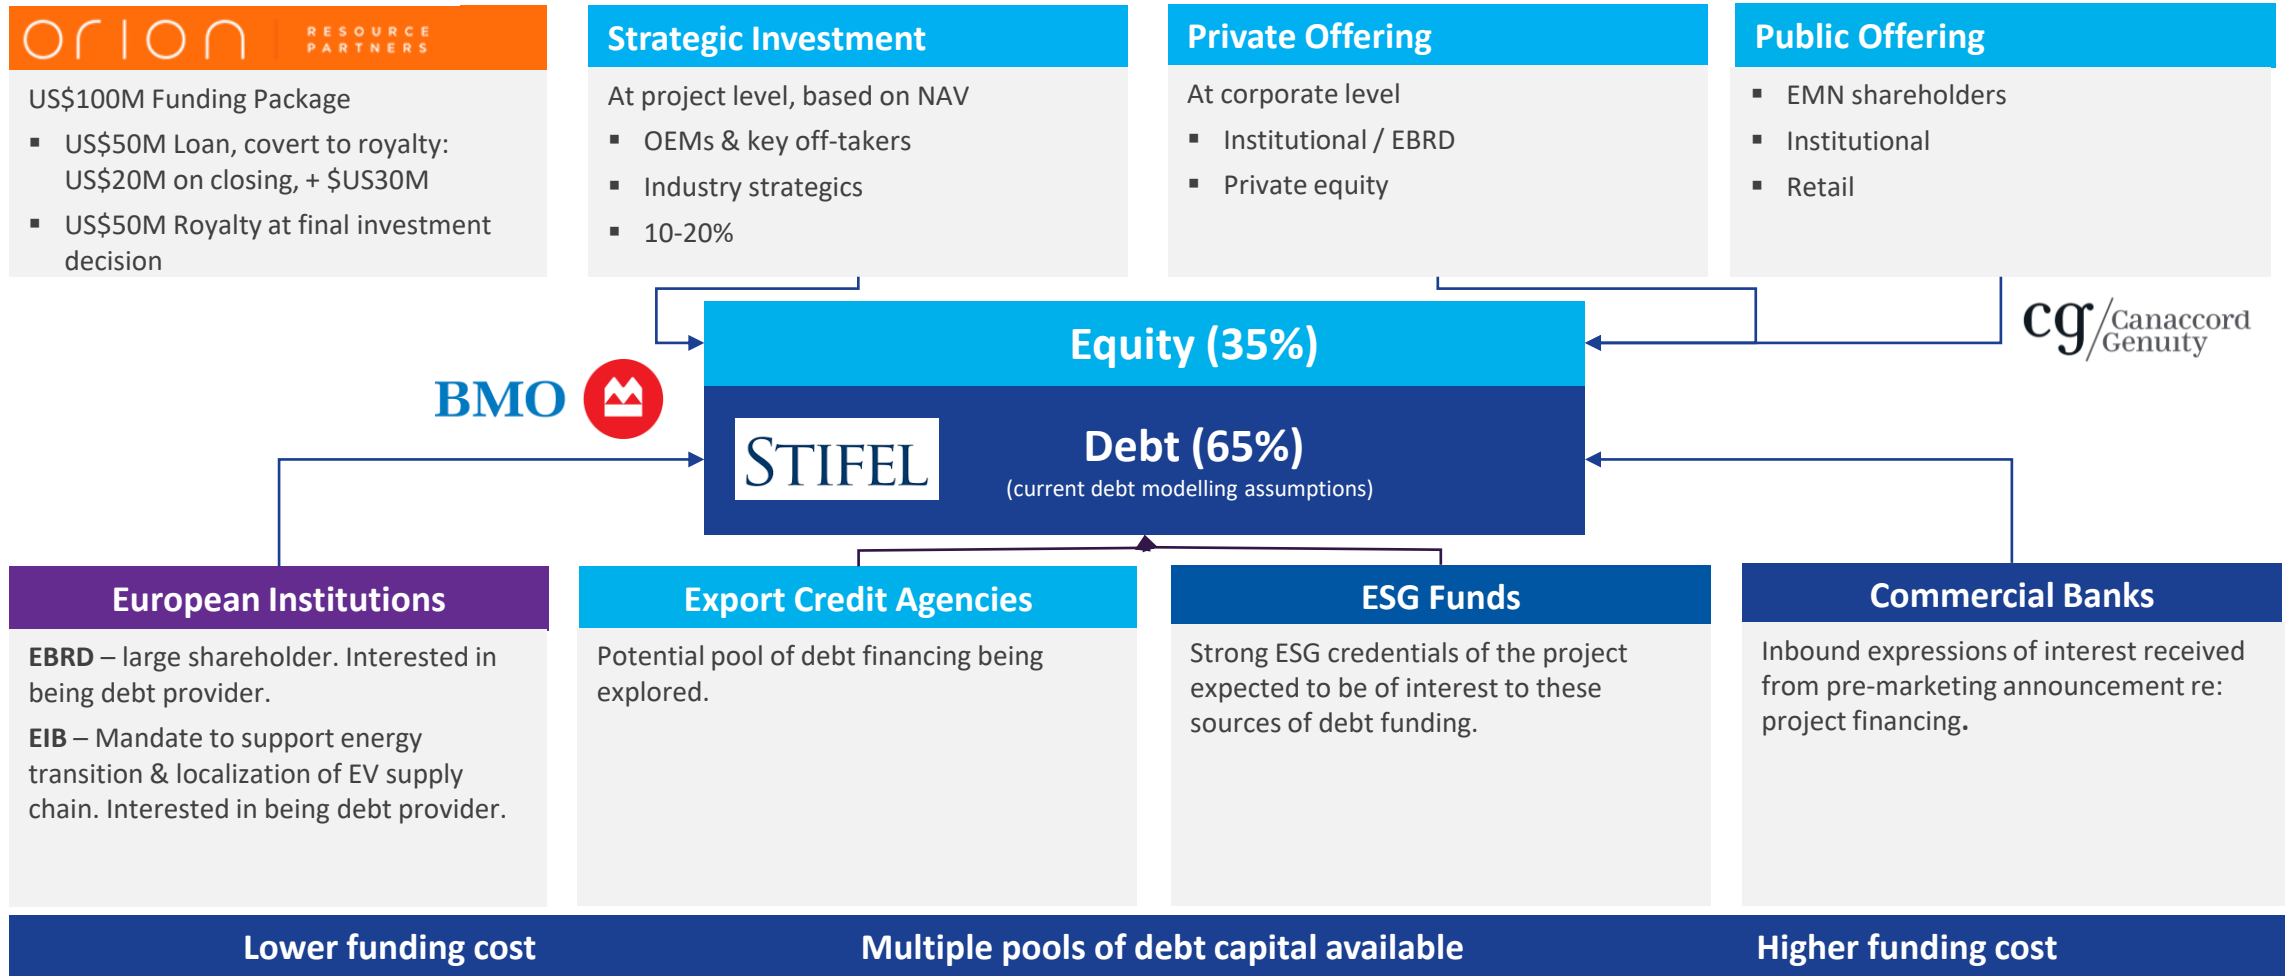 orion RESOURCE PARTNERS
US$100M Funding Package
▪ US$50M Loan, covert to royalty:
US$20M on closing, + $US30M
▪ US$50M Royalty at final investment
decision
Strategic Investment
At project level, based on NAV
▪ OEMs & key off-takers
▪ Industry strategics
▪ 10-20%
Private Offering
At corporate level
▪ Institutional / EBRD
▪ Private equity
Public Offering
▪ EMN shareholders
▪ Institutional
▪ Retail
cg/Canaccord
Genuity
Equity (35%)
BMO
STIFEL
Debt (65%)
(current debt modelling assumptions)
European Institutions
EBRD – large shareholder. Interested in
being debt provider.
EIB – Mandate to support energy
transition & localization of EV supply
chain. Interested in being debt provider.
Export Credit Agencies
Potential pool of debt financing being
explored.
ESG Funds
Strong ESG credentials of the project
expected to be of interest to these
sources of debt funding.
Commercial Banks
Inbound expressions of interest received
from pre-marketing announcement re:
project financing.
Lower funding cost
Multiple pools of debt capital available
Higher funding cost